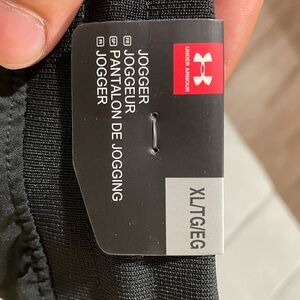 UNDER ARMOUR
JOGGER
JOGGEUR
PANTALON DE JOGGING
JOGGER
XL/TG/EG